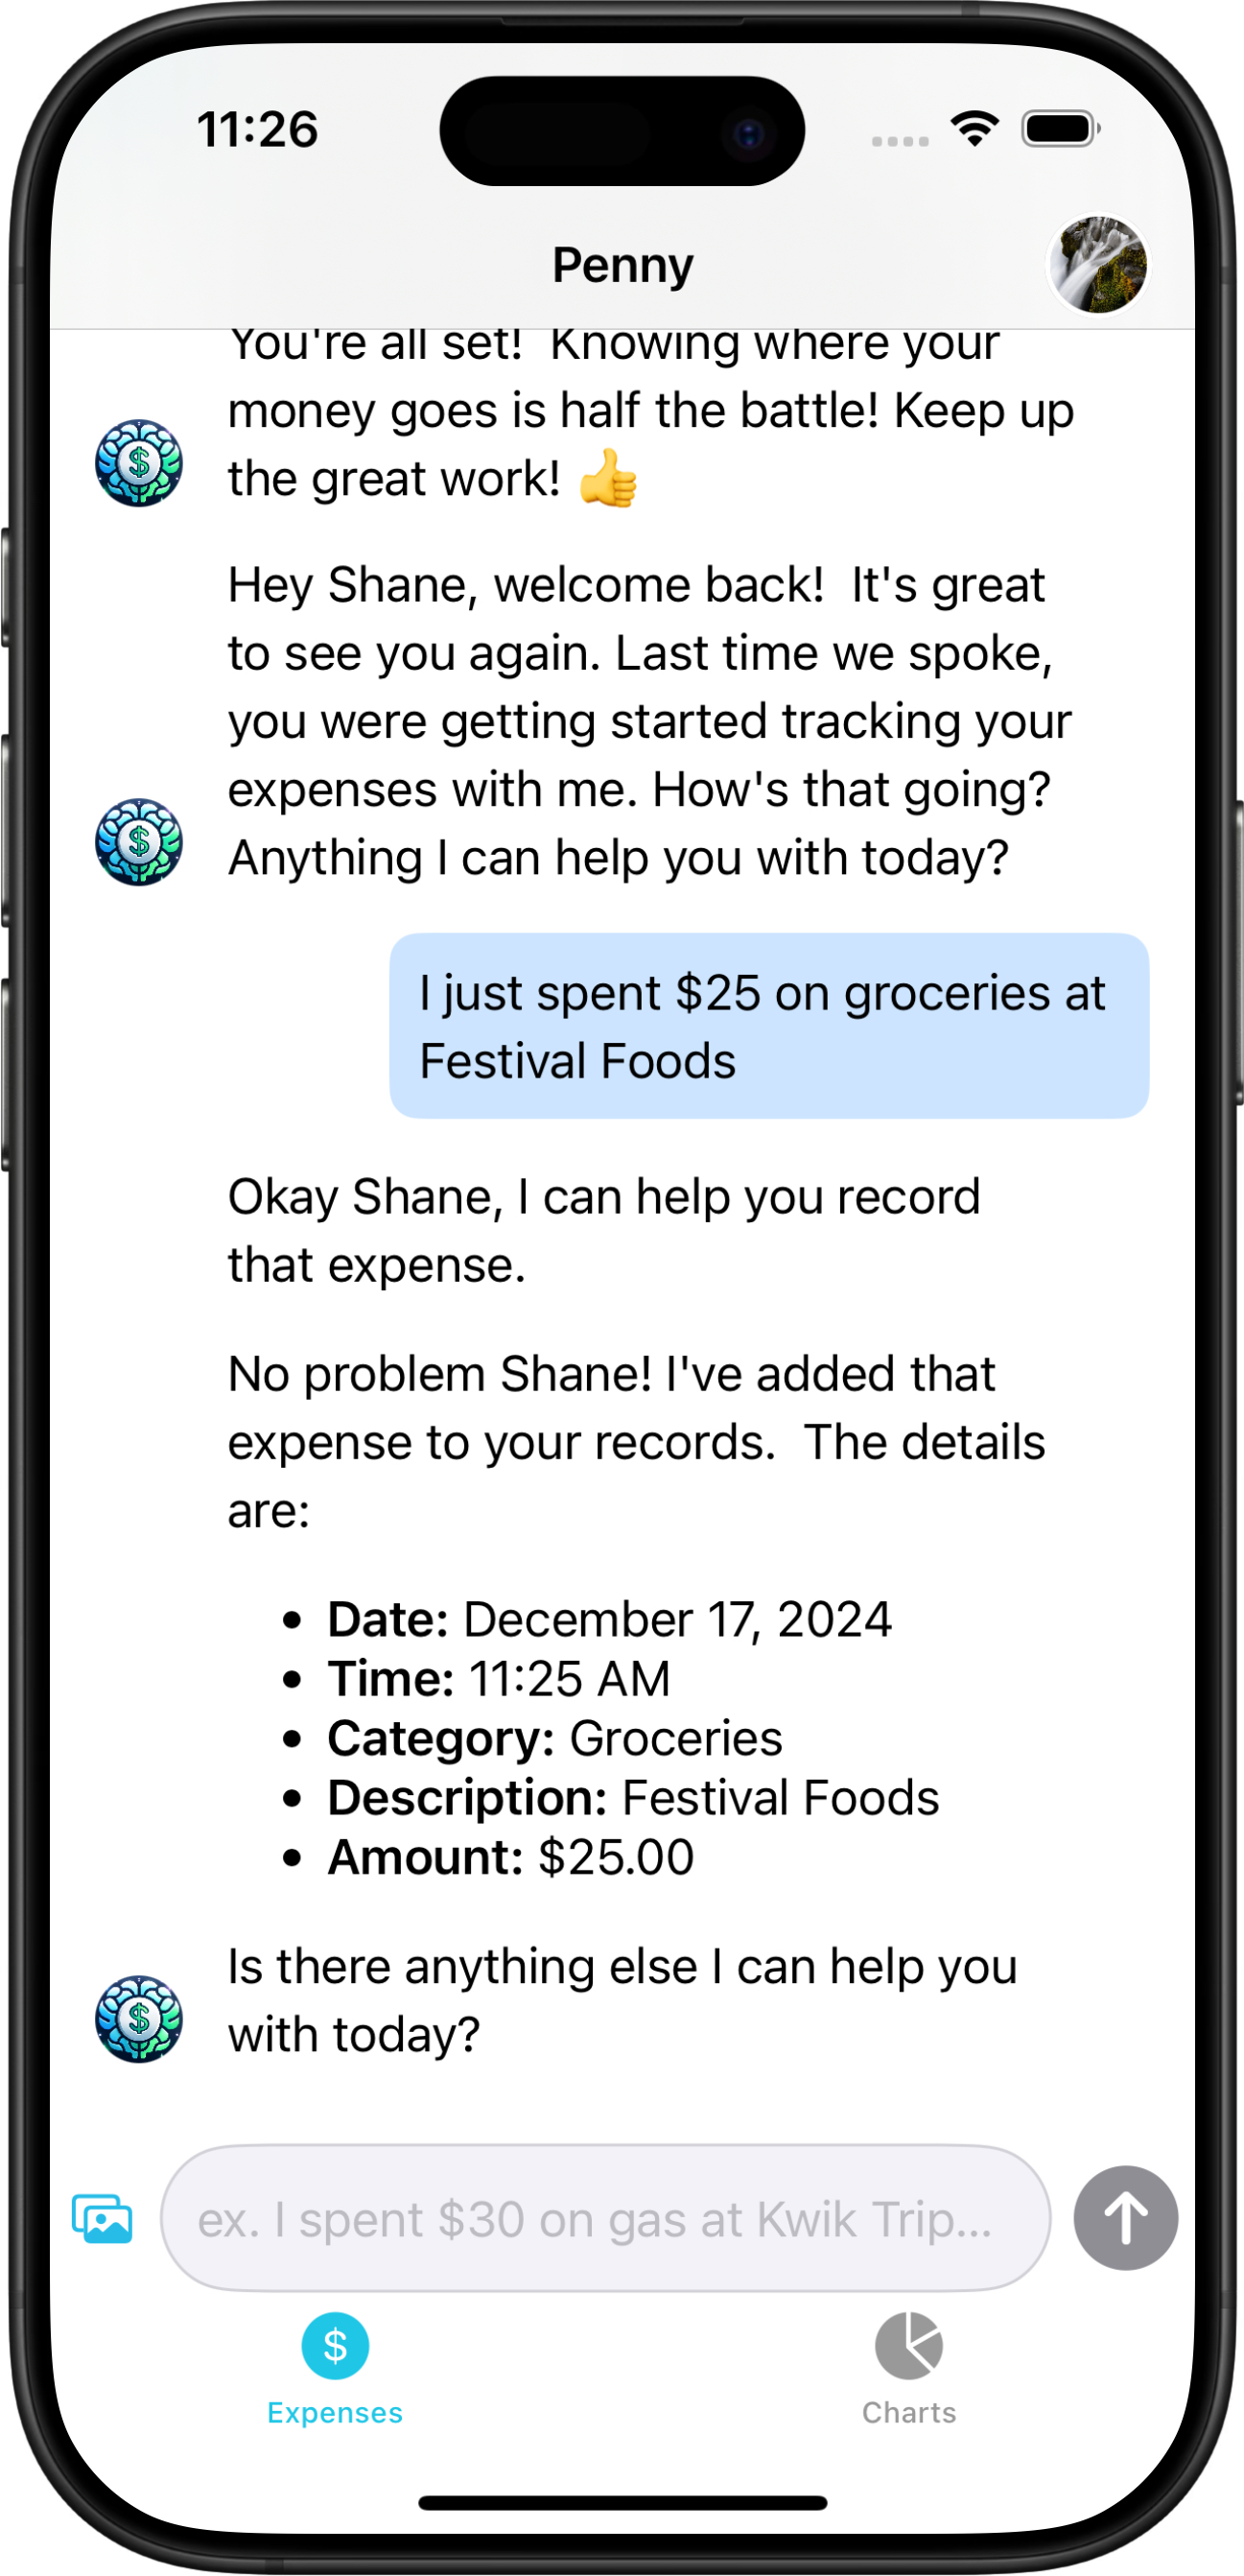 11:26
Penny
You're all set!  Knowing where your
money goes is half the battle! Keep up
the great work! 👍
Hey Shane, welcome back!  It's great
to see you again. Last time we spoke,
you were getting started tracking your
expenses with me. How's that going?
Anything I can help you with today?
I just spent $25 on groceries at
Festival Foods
Okay Shane, I can help you record
that expense.
No problem Shane! I've added that
expense to your records.  The details
are:
• Date: December 17, 2024
• Time: 11:25 AM
• Category: Groceries
• Description: Festival Foods
• Amount: $25.00
Is there anything else I can help you
with today?
ex. I spent $30 on gas at Kwik Trip...
Expenses
Charts